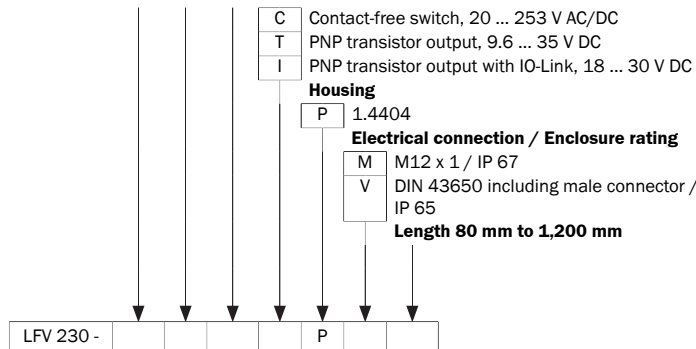 C Contact-free switch, 20 ... 253 V AC/DC
T PNP transistor output, 9.6 ... 35 V DC
I PNP transistor output with IO-Link, 18 ... 30 V DC
Housing
P 1.4404
Electrical connection / Enclosure rating
M M12 x 1 / IP 67
V DIN 43650 including male connector /
IP 65
Length 80 mm to 1,200 mm
LFV 230 - P